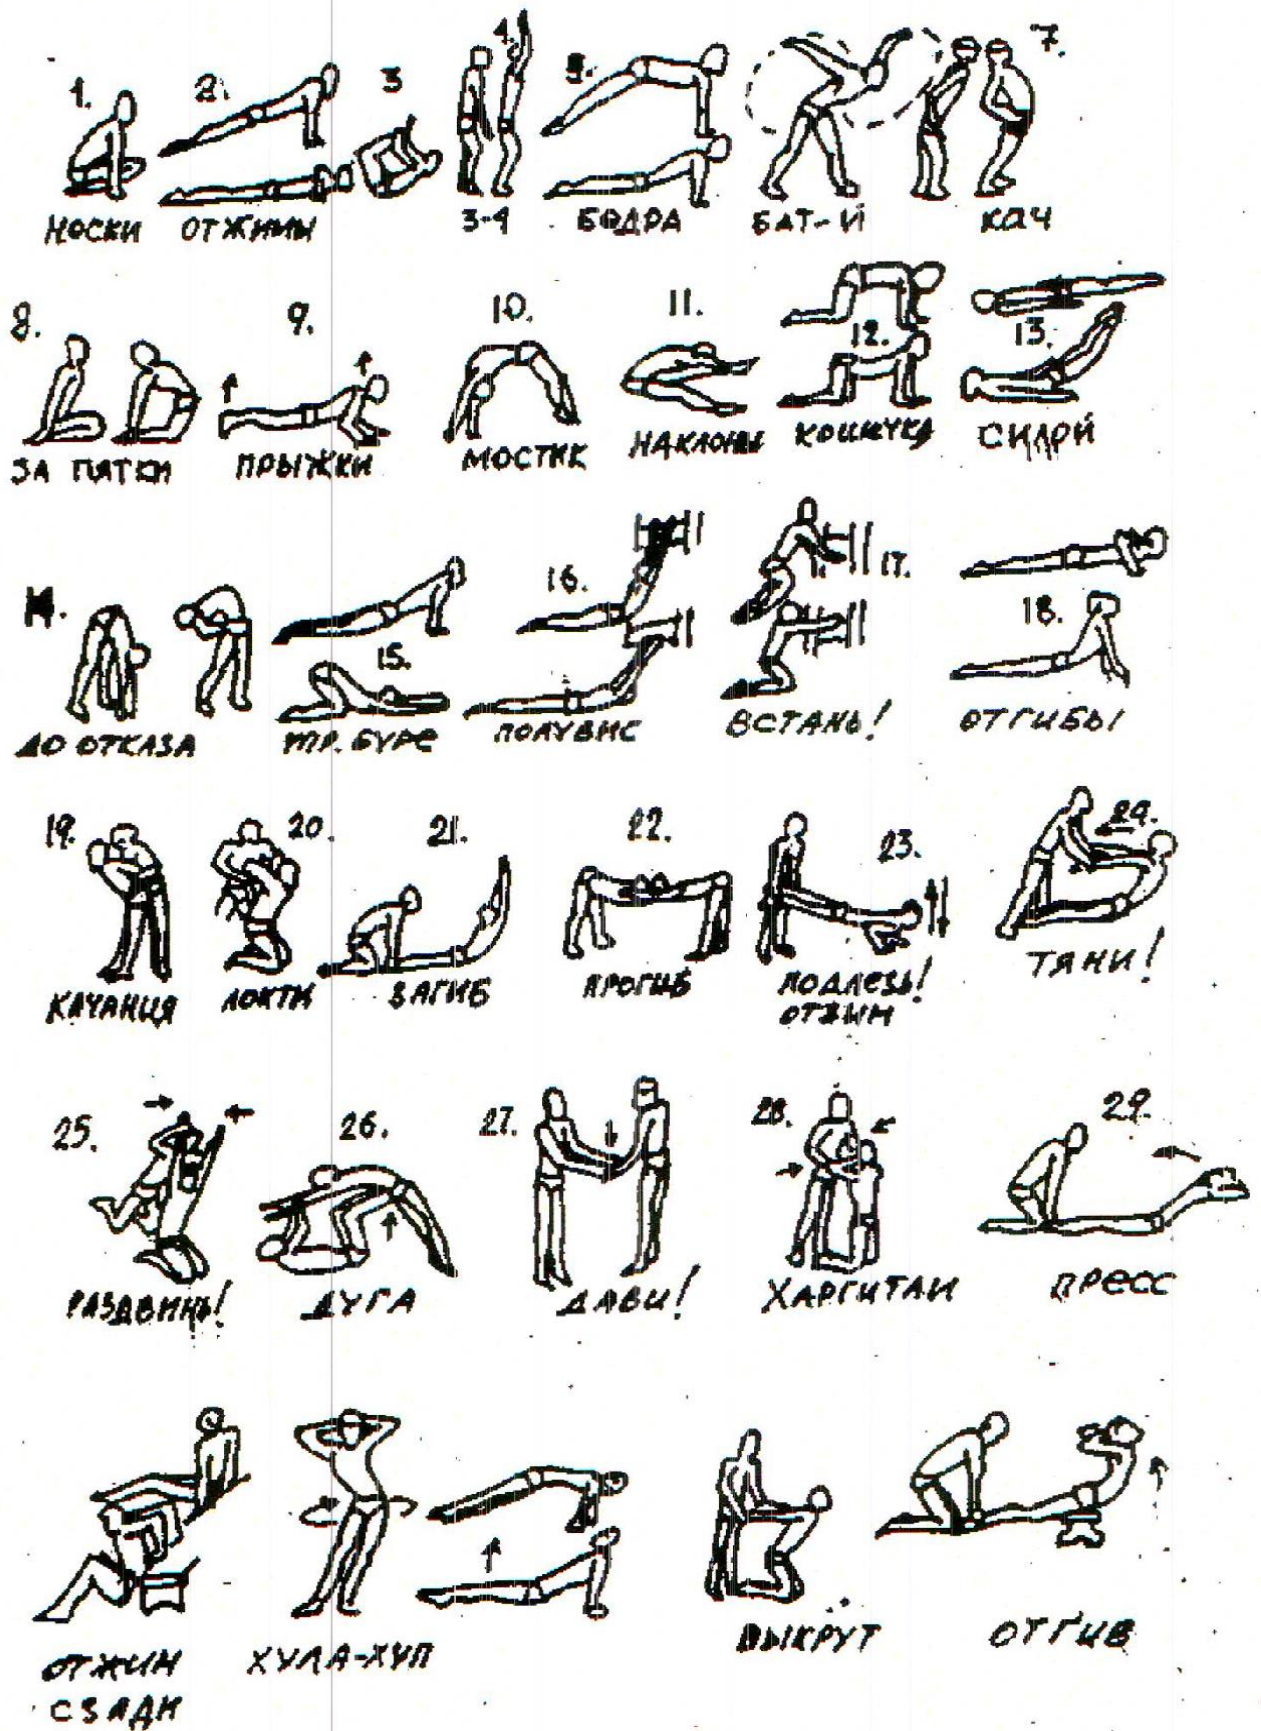 1. 2. 3 4. 5. 7.
НОСКИ ОТЖИМЫ 3-4 БЕДРА БАТ-Й КАЧ
8. 9. 10. 11. 12. 13.
ЗА ПЯТКИ ПРЫЖКИ МОСТИК НАКЛОНЫ КОШЕЧКА
14. 15. 16. 17. 18.
ДО ОТКАЗА ПОЛУВИС ВСТАНЬ! ОТГИБЫ
19. 20. 21. 22. 23. 24.
КАЧАНИЯ ЛОКТИ ЗАГИБ ПРОГИБ ПОДЛЕЗЬ! ТЯНИ!
ОТЖИМ
25. 26. 27. 28. 29.
РАЗДВИНЬ! ДУГА ДАВИ! ХАРГИТАИ ПРЕСС
ОТЖИМ ХУЛА-ХУП ВЫКРУТ ОТГИБ
СЗАДИ